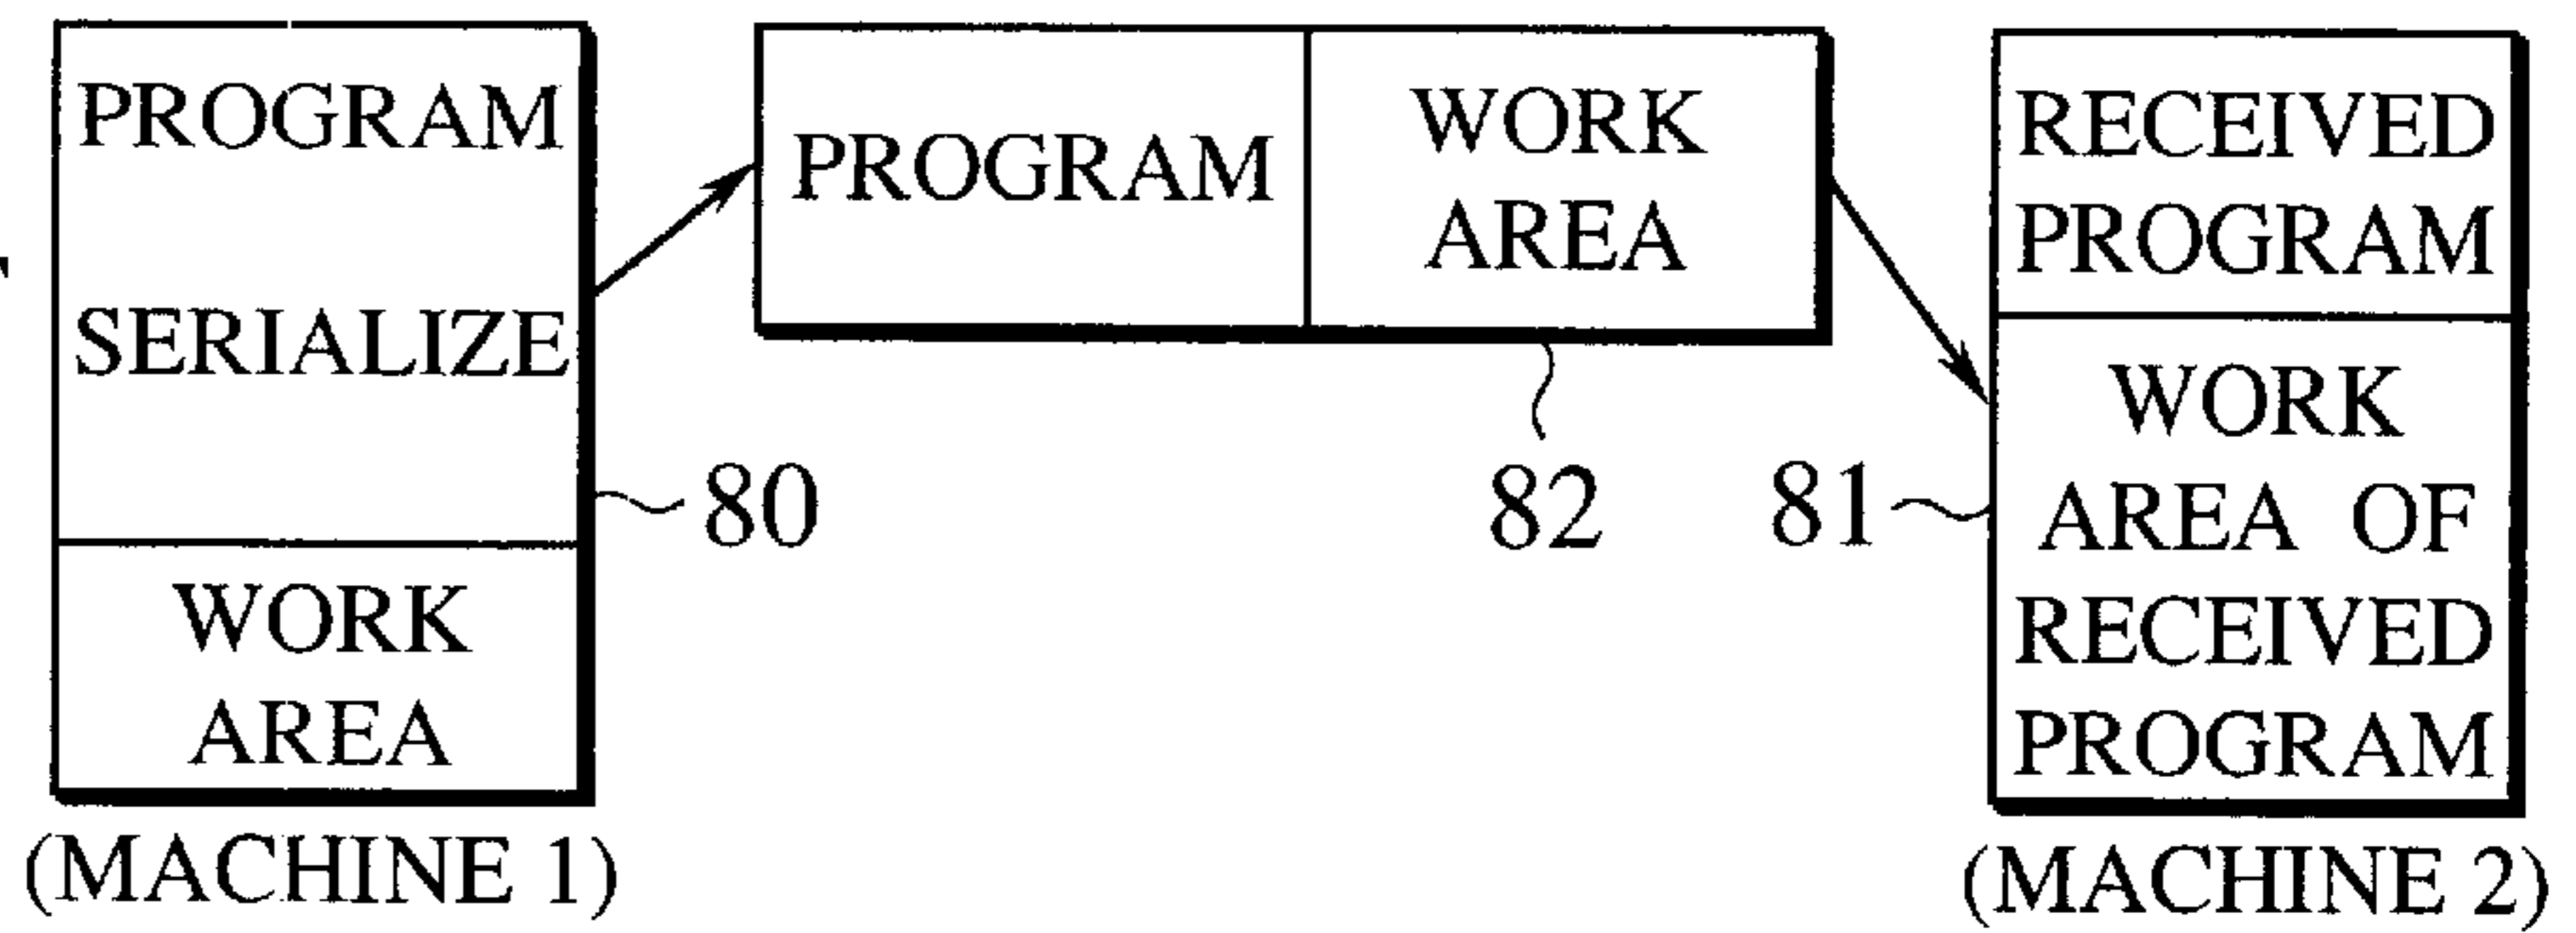 PROGRAM
SERIALIZE
WORK
AREA
(MACHINE 1)
80
PROGRAM
WORK
AREA
82
81
RECEIVED
PROGRAM
WORK
AREA OF
RECEIVED
PROGRAM
(MACHINE 2)